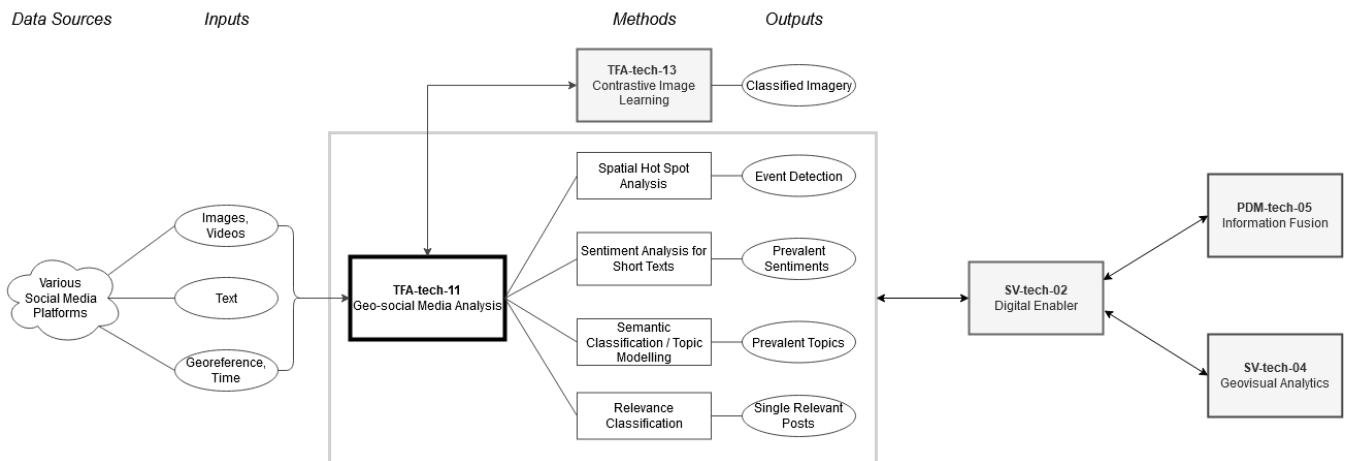 Data Sources
Inputs
Methods
Outputs
TFA-tech-13
Contrastive Image
Learning
Classified Imagery
Spatial Hot Spot
Analysis
Event Detection
Images,
Videos
Sentiment Analysis for
Short Texts
Prevalent
Sentiments
Various
Social Media
Platforms
Text
TFA-tech-11
Geo-social Media Analysis
Semantic
Classification / Topic
Modelling
Prevalent Topics
Georeference,
Time
Relevance
Classification
Single Relevant
Posts
SV-tech-02
Digital Enabler
PDM-tech-05
Information Fusion
SV-tech-04
Geovisual Analytics